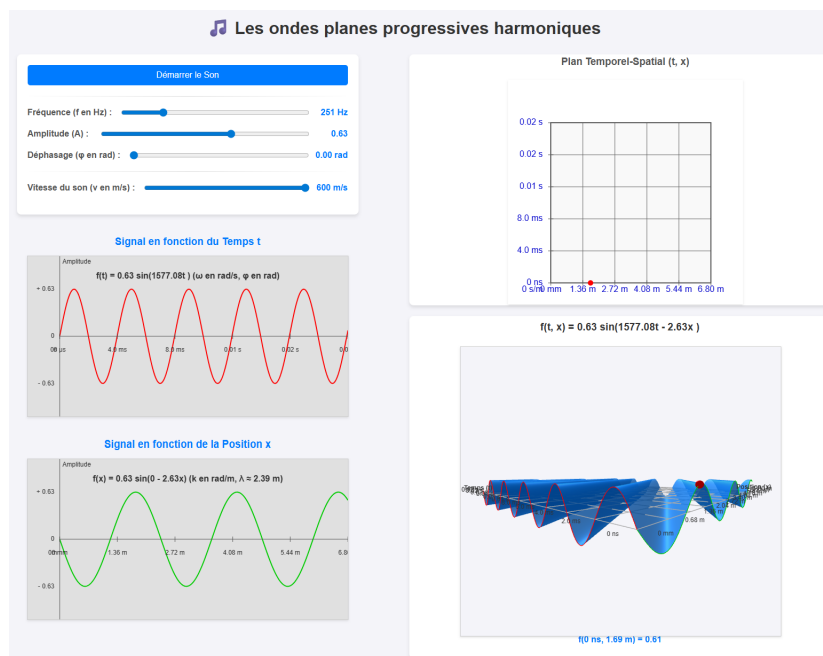 Les ondes planes progressives harmoniques
Démarrer le Son
Fréquence (f en Hz) : 251 Hz
Amplitude (A) : 0.63
Déphasage (φ en rad) : 0.00 rad
Vitesse du son (v en m/s) : 600 m/s
Signal en fonction du Temps t
Amplitude
f(t) = 0.63 sin(1577.08t ) (ω en rad/s, φ en rad)
+ 0.63
0
4.0 ms 8.0 ms 0.01 s 0.02 s
- 0.63
Signal en fonction de la Position x
Amplitude
f(x) = 0.63 sin(0 - 2.63x) (k en rad/m, λ ≈ 2.39 m)
+ 0.63
0
1.36 m 2.72 m 4.08 m 5.44 m
- 0.63
Plan Temporel-Spatial (t, x)
0.02 s
0.02 s
0.01 s
8.0 ms
4.0 ms
0 ns
1.36 m 2.72 m 4.08 m 5.44 m 6.80 m
f(t, x) = 0.63 sin(1577.08t - 2.63x )
0.68 m
0 ns 0 mm
f(0 ns, 1.69 m) = 0.61